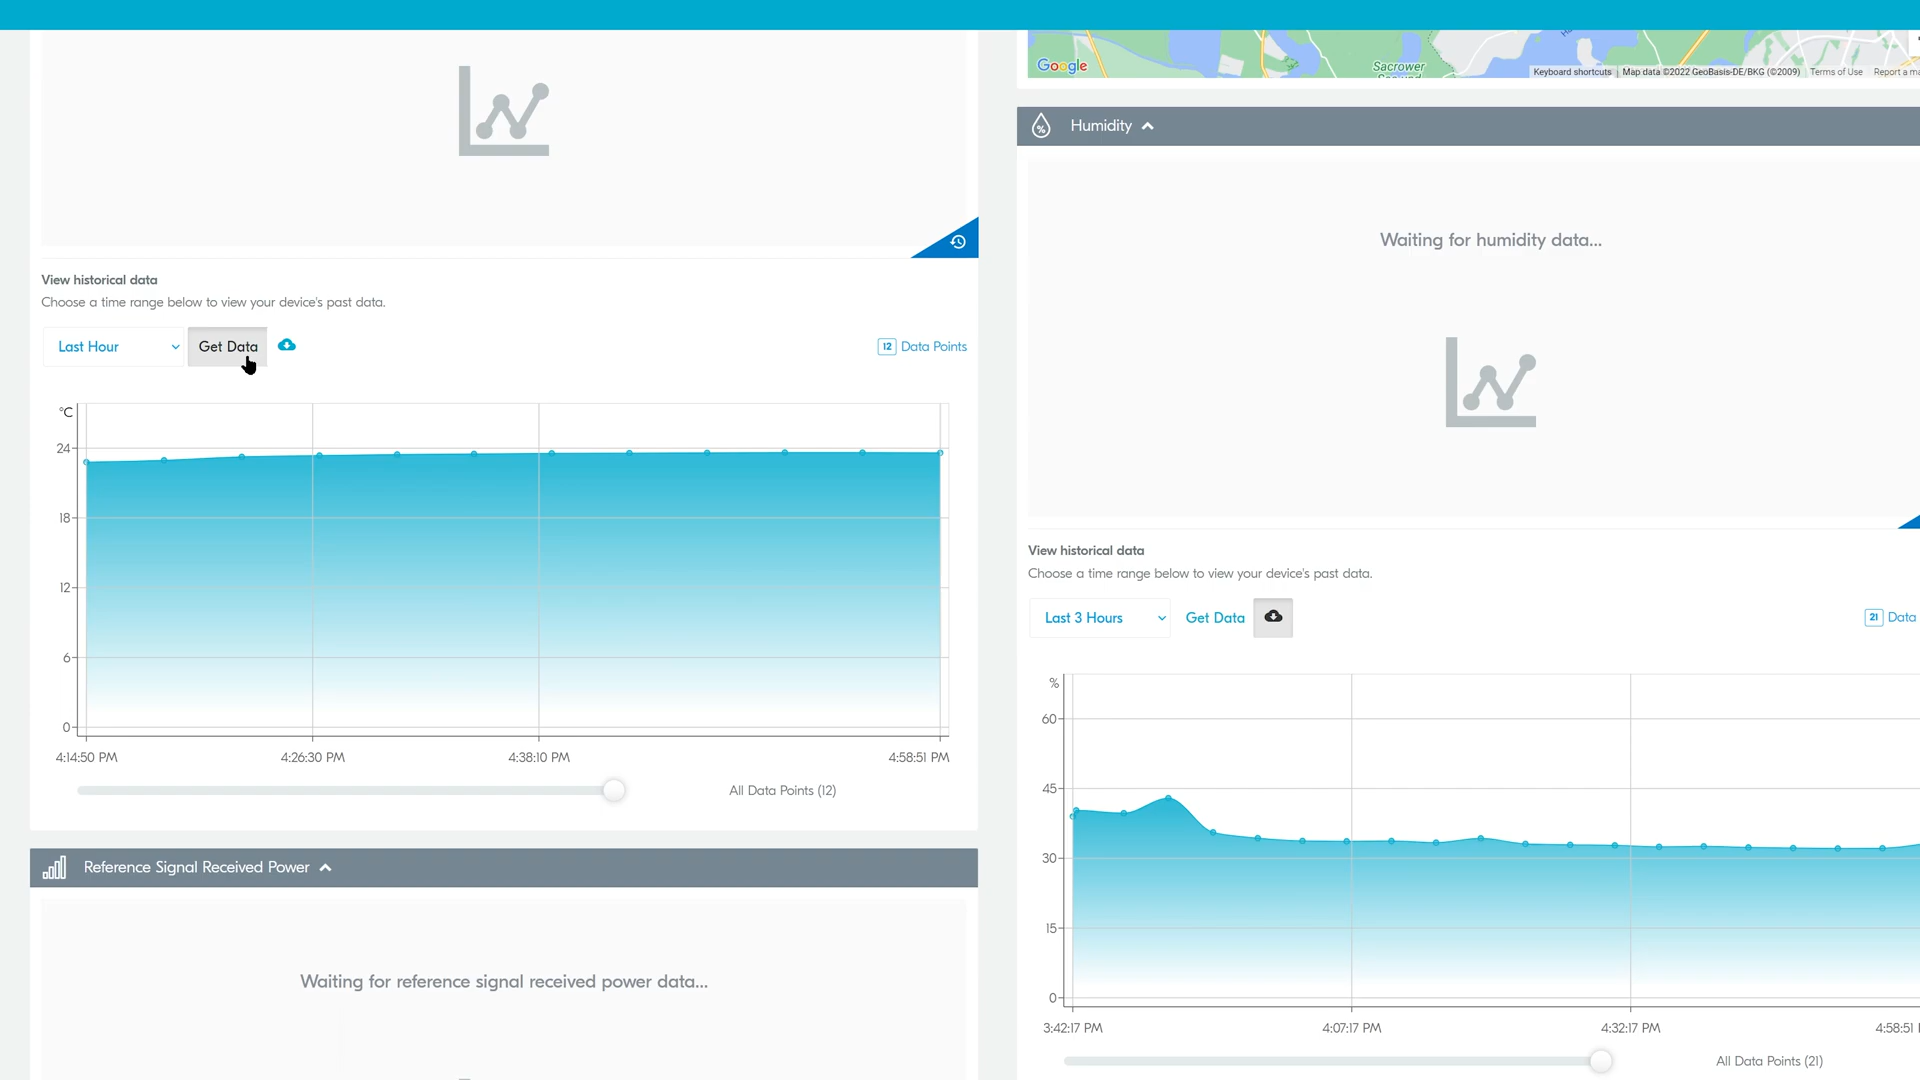 View historical data
Choose a time range below to view your device's past data.
Last Hour
Get Data
12 Data Points
°C
24
18
12
6
0
4:14:50 PM
4:26:30 PM
4:38:10 PM
4:58:51 PM
All Data Points (12)
Reference Signal Received Power
Waiting for reference signal received power data...
Google
Sacrower
Keyboard shortcuts
Map data ©2022 GeoBasis-DE/BKG (©2009)
Terms of Use
Report a ma
%
Humidity
Waiting for humidity data...
View historical data
Choose a time range below to view your device's past data.
Last 3 Hours
Get Data
21 Data
%
60
45
30
15
0
3:42:17 PM
4:07:17 PM
4:32:17 PM
4:58:51
All Data Points (21)